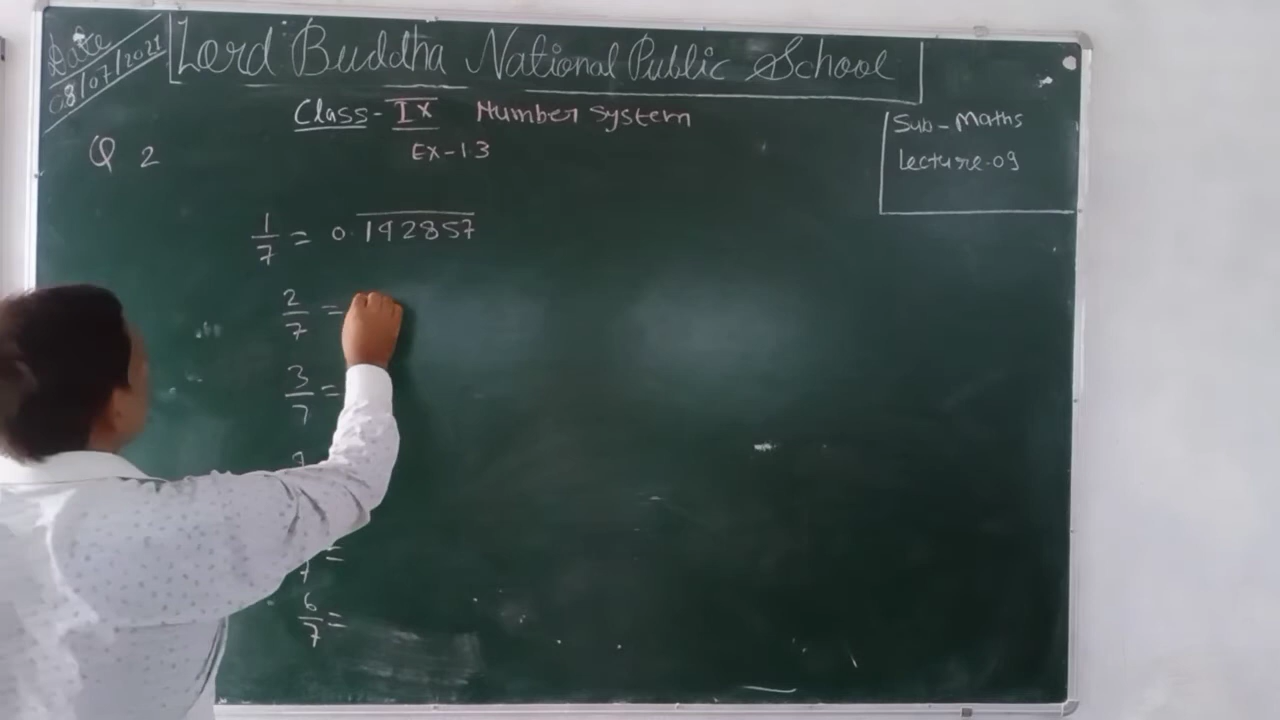 Date
08/07/2021
Lord Buddha National Public School
Class - IX Number System
EX-1.3
Sub- Maths
Lecture-09
Q 2
1/7 = 0.142857
2/7 =
3/7 =
7 =
6/7 =